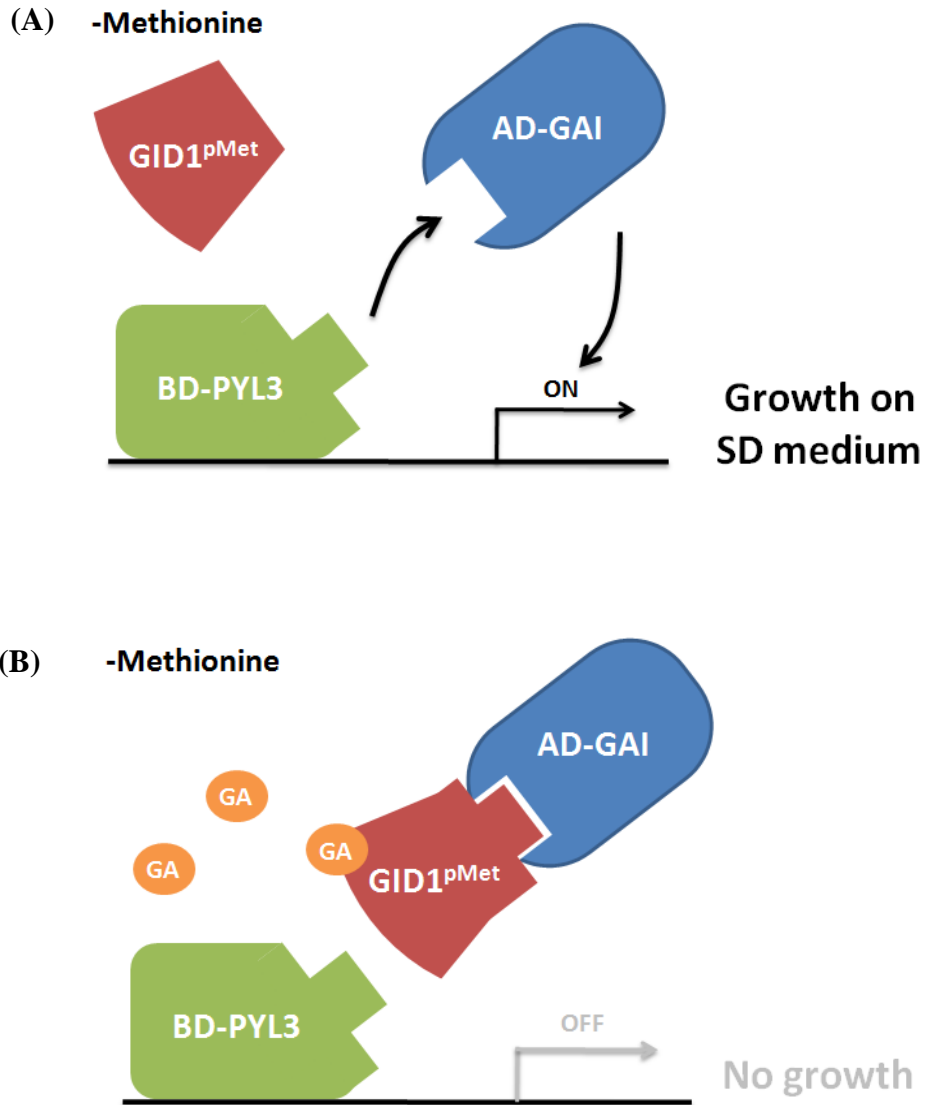 (A) -Methionine
GID1pMet
AD-GAI
BD-PYL3
ON
Growth on
SD medium
(B) -Methionine
AD-GAI
GA
GA
GA
GID1pMet
BD-PYL3
OFF
No growth